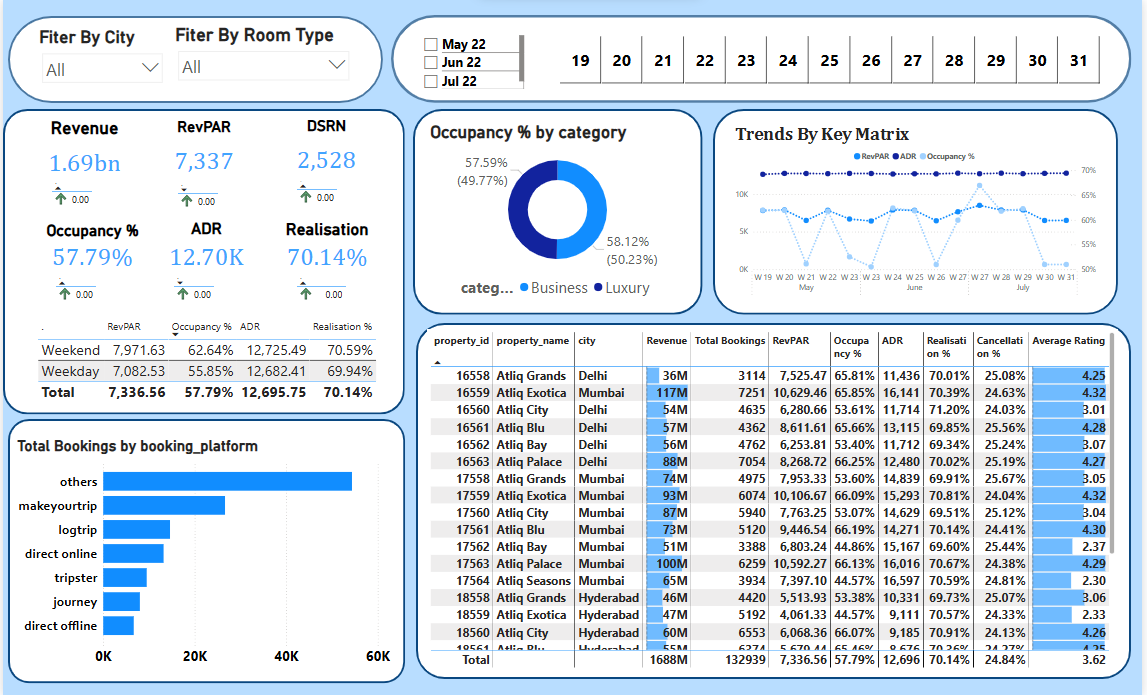 Fiter By City
All
Fiter By Room Type
All
May 22
Jun 22
Jul 22
19 20 21 22 23 24 25 26 27 28 29 30 31
Revenue RevPAR DSRN
1.69bn 7,337 2,528
0.00 0.00 0.00
Occupancy % ADR Realisation
57.79% 12.70K 70.14%
0.00 0.00 0.00
. RevPAR Occupancy % ADR Realisation %
Weekend 7,971.63 62.64% 12,725.49 70.59%
Weekday 7,082.53 55.85% 12,682.41 69.94%
Total 7,336.56 57.79% 12,695.75 70.14%
Occupancy % by category
57.59%
(49.77%)
58.12%
(50.23%)
categ... Business Luxury
Trends By Key Matrix
RevPAR ADR Occupancy %
70%
65%
10K
60%
5K
55%
0K 50%
W 19 W 20 W 21 W 22 W 23 W 23 W 24 W 25 W 26 W 27 W 27 W 28 W 29 W 30 W 31
May June July
Total Bookings by booking_platform
others
makeyourtrip
logtrip
direct online
tripster
journey
direct offline
0K 20K 40K 60K
property_id property_name city Revenue Total Bookings RevPAR Occupa ADR Realisati Cancellati Average Rating
ncy % on % on %
16558 Atliq Grands Delhi 36M 3114 7,525.47 65.81% 11,436 70.01% 25.08% 4.25
16559 Atliq Exotica Mumbai 117M 7251 10,629.46 65.85% 16,141 70.39% 24.63% 4.32
16560 Atliq City Delhi 54M 4635 6,280.66 53.61% 11,714 71.20% 24.03% 3.01
16561 Atliq Blu Delhi 57M 4362 8,611.61 65.66% 13,115 69.85% 25.56% 4.28
16562 Atliq Bay Delhi 56M 4762 6,253.81 53.40% 11,712 69.34% 25.24% 3.07
16563 Atliq Palace Delhi 88M 7054 8,268.72 66.25% 12,480 70.02% 25.19% 4.27
17558 Atliq Grands Mumbai 74M 4975 7,953.33 53.60% 14,839 69.91% 25.67% 3.05
17559 Atliq Exotica Mumbai 93M 6074 10,106.67 66.09% 15,293 70.81% 24.04% 4.32
17560 Atliq City Mumbai 87M 5940 7,763.25 53.07% 14,629 69.51% 25.12% 3.04
17561 Atliq Blu Mumbai 73M 5120 9,446.54 66.19% 14,271 70.14% 24.41% 4.30
17562 Atliq Bay Mumbai 51M 3388 6,803.24 44.86% 15,167 69.60% 25.44% 2.37
17563 Atliq Palace Mumbai 100M 6259 10,592.27 66.13% 16,016 70.67% 24.38% 4.29
17564 Atliq Seasons Mumbai 65M 3934 7,397.10 44.57% 16,597 70.59% 24.81% 2.30
18558 Atliq Grands Hyderabad 46M 4420 5,513.93 53.38% 10,331 69.73% 25.07% 3.06
18559 Atliq Exotica Hyderabad 47M 5192 4,061.33 44.57% 9,111 70.57% 24.33% 2.33
18560 Atliq City Hyderabad 60M 6553 6,068.36 66.07% 9,185 70.91% 24.13% 4.26
18561 Atliq Blu Hyderabad
Total 1688M 132939 7,336.56 57.79% 12,696 70.14% 24.84% 3.62